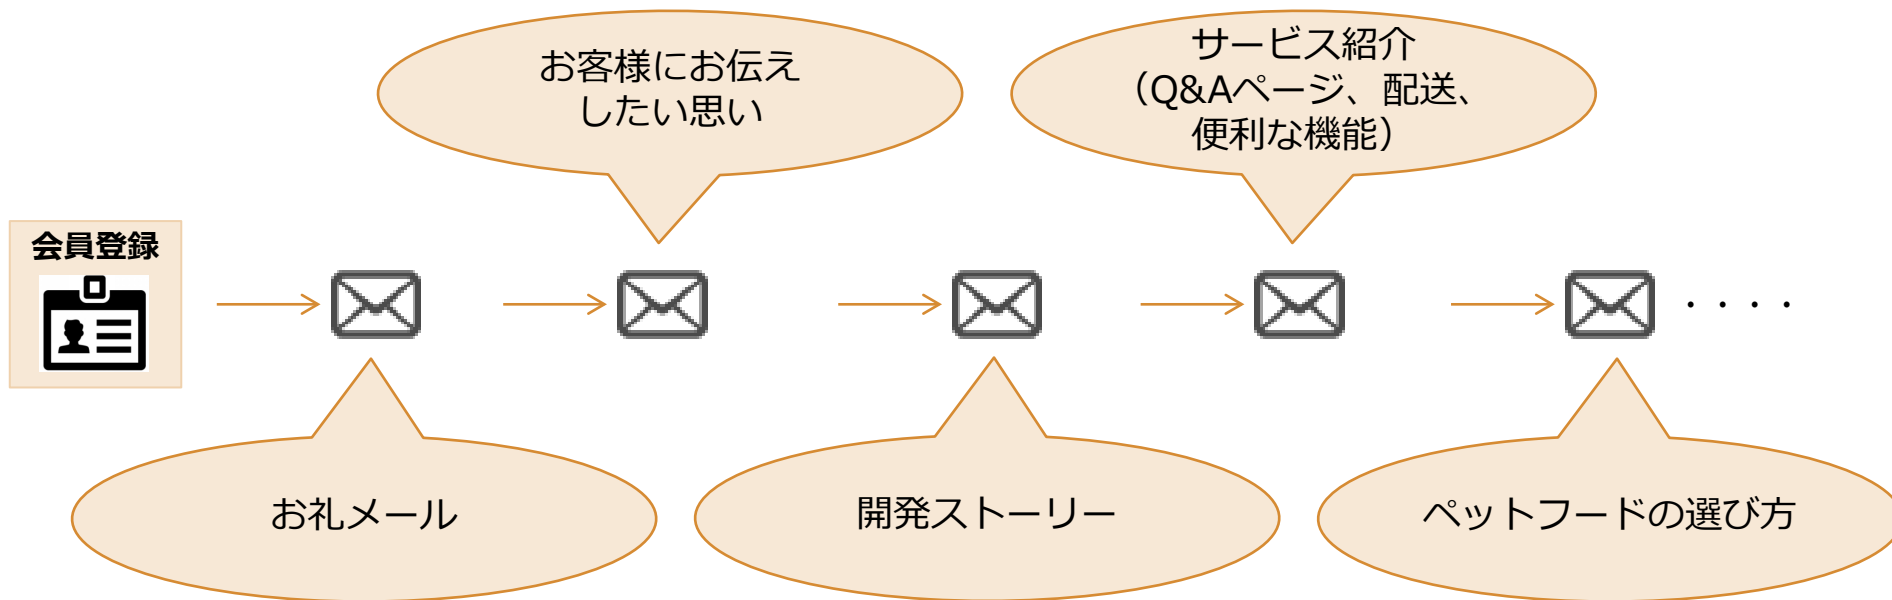 お客様にお伝え
したい思い
サービス紹介
（Q&Aページ、配送、
便利な機能）
会員登録
・・・・
お礼メール
開発ストーリー
ペットフードの選び方